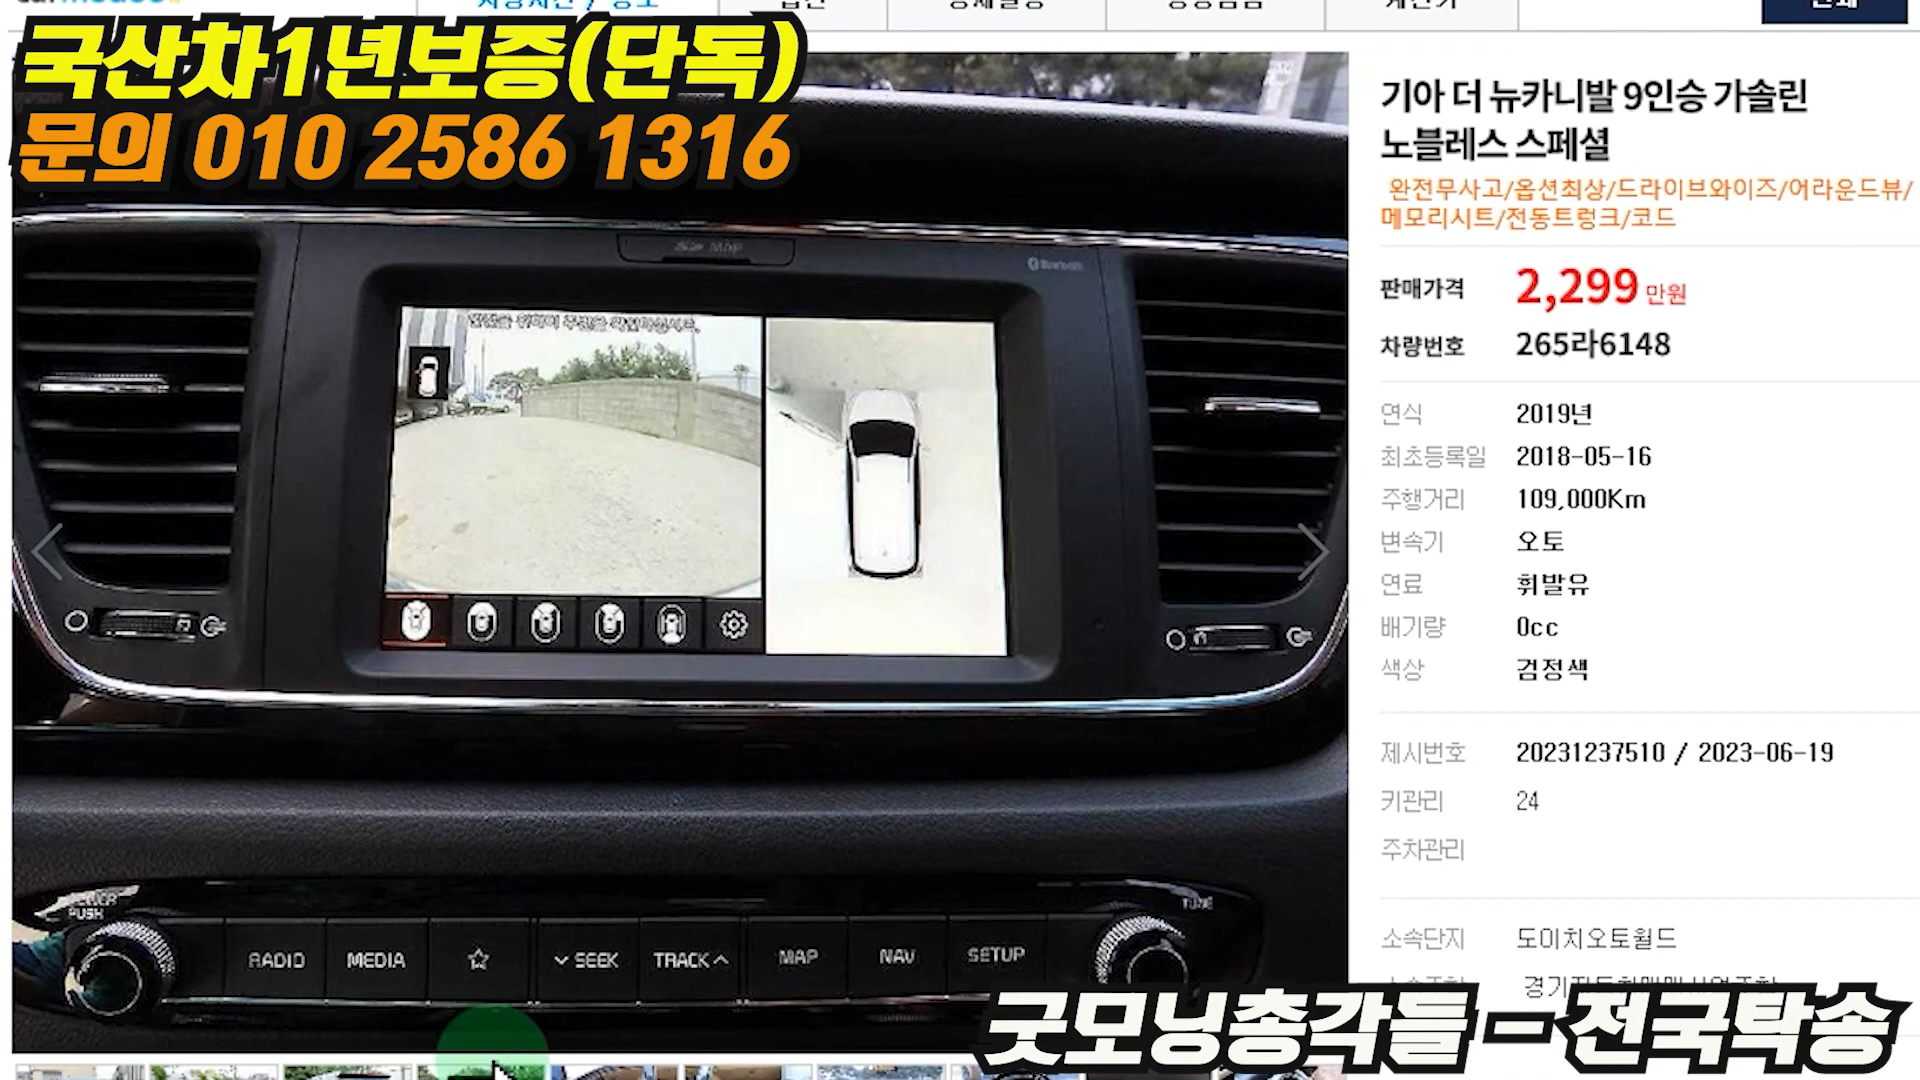 국산차1년보증(단독)
문의 010 2586 1316
기아 더 뉴카니발 9인승 가솔린
노블레스 스페셜
완전무사고/옵션최상/드라이브와이즈/어라운드뷰/
메모리시트/전동트렁크/코드
판매가격 2,299 만원
차량번호 265라6148
연식 2019년
최초등록일 2018-05-16
주행거리 109,000Km
변속기 오토
연료 휘발유
배기량 0cc
색상 검정색
제시번호 20231237510 / 2023-06-19
키관리 24
주차관리
소속단지 도이치오토월드
MAP
Bluetooth
PUSH
TUNE
RADIO MEDIA SEEK TRACK MAP NAV SETUP
굿모닝총각들 - 전국탁송